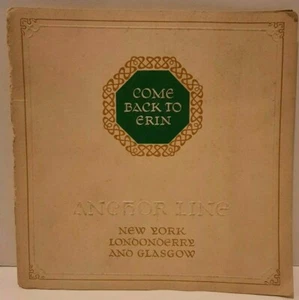 COME
BACK TO
ERIN
ANCHOR LINE
NEW YORK
LONDONDERRY
AND GLASGOW